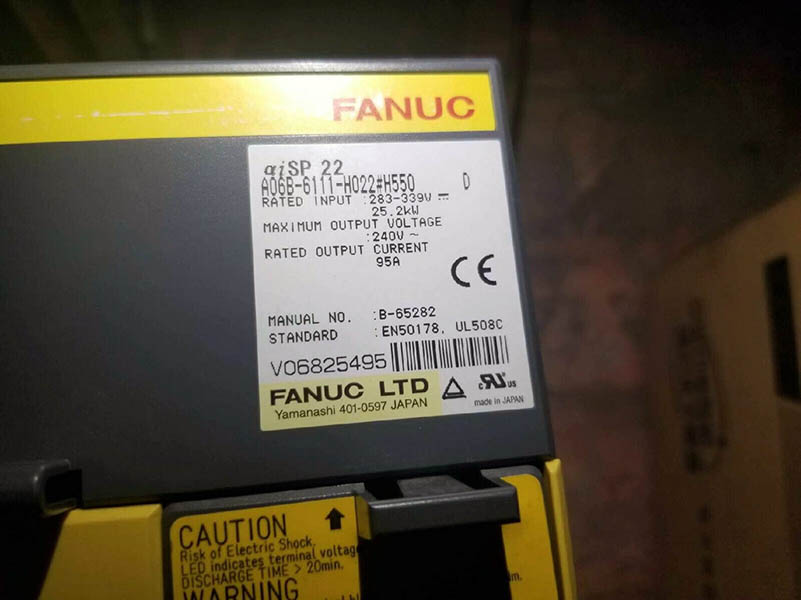 FANUC
αiSP 22
A06B-6111-H022#H550 D
RATED INPUT :283-339V ⎓
25.2kW
MAXIMUM OUTPUT VOLTAGE
:240V ~
RATED OUTPUT CURRENT
95A
CE
MANUAL NO. :B-65282
STANDARD :EN50178, UL508C
V06825495
FANUC LTD
Yamanashi 401-0597 JAPAN
c RU US
made in JAPAN
CAUTION
Risk of Electric Shock.
LED indicates terminal voltage
DISCHARGE TIME > 20min.
WARNING